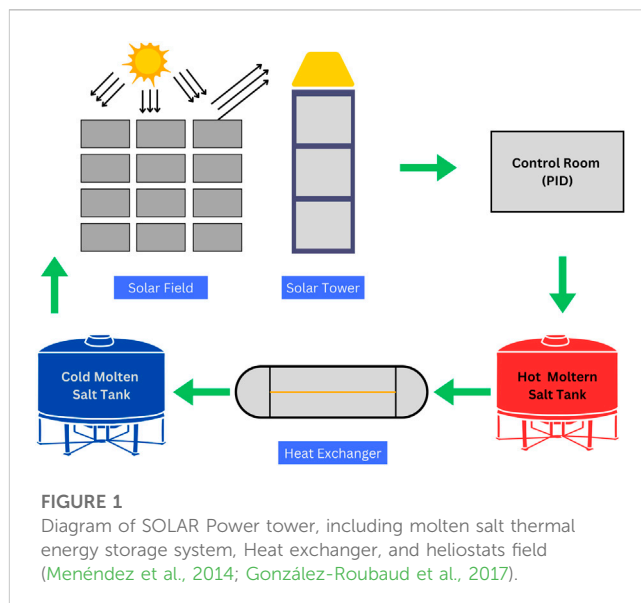 Control Room
(PID)
Solar Field
Solar Tower
Cold Molten
Salt Tank
Hot Moltern
Salt Tank
Heat Exchanger
FIGURE 1
Diagram of SOLAR Power tower, including molten salt thermal
energy storage system, Heat exchanger, and heliostats field
(Menéndez et al., 2014; González-Roubaud et al., 2017).